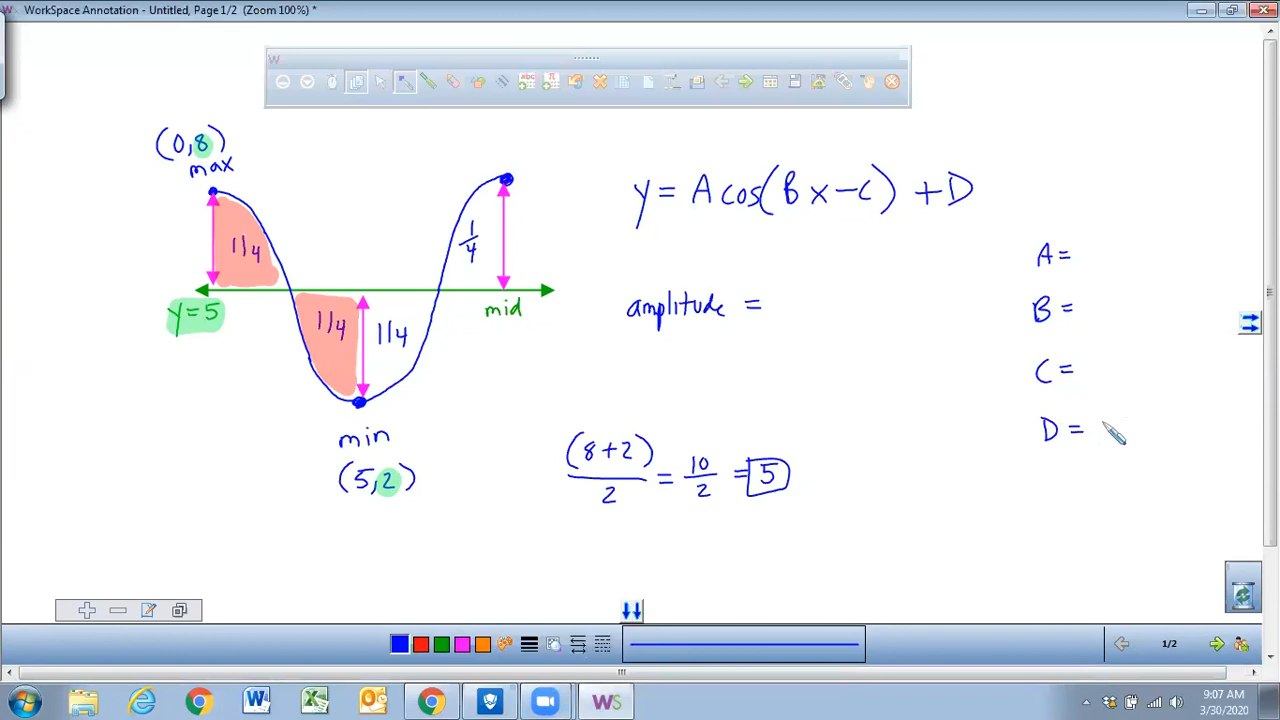 WorkSpace Annotation - Untitled, Page 1/2 (Zoom 100%) *
(0,8)
max
y = A cos(Bx - C) + D
1/4
1/4
A =
y = 5
mid
amplitude =
B =
1/4
1/4
C =
D =
min
(5,2)
(8+2)/2 = 10/2 = 5
1/2
9:07 AM
3/30/2020